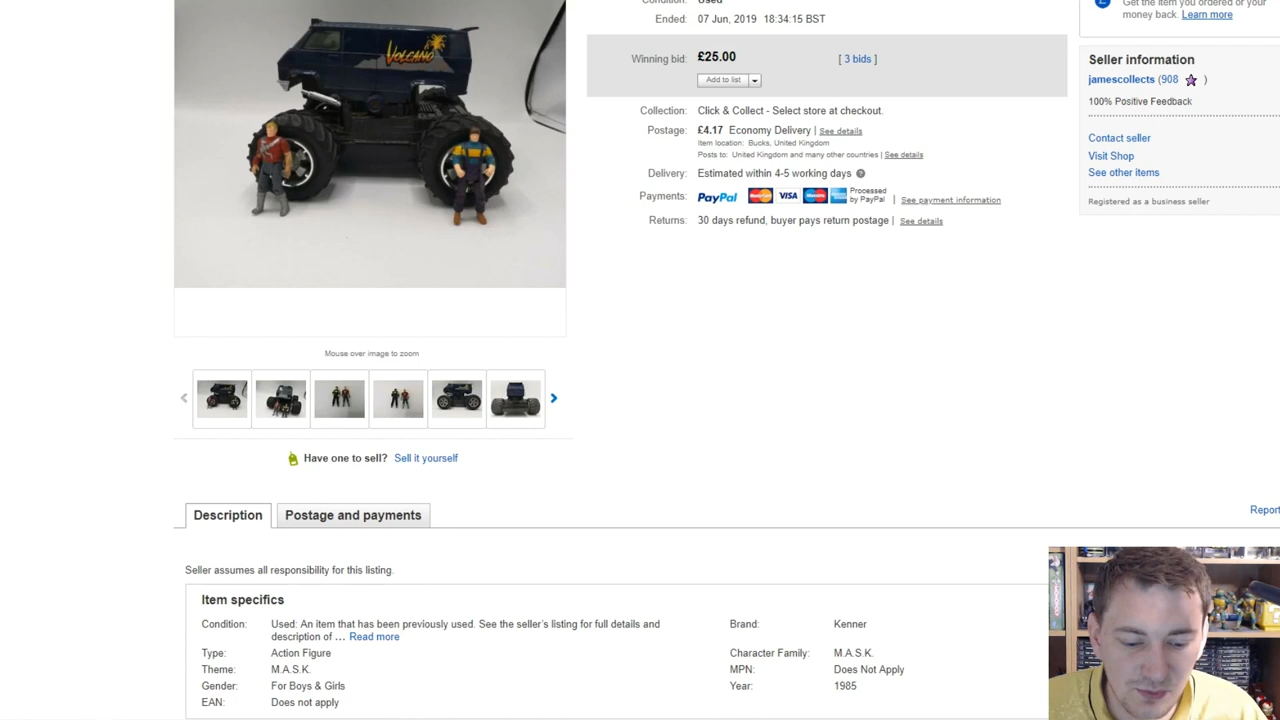 Condition: Used
Get the item you ordered or your
money back. Learn more
Ended: 07 Jun, 2019 18:34:15 BST
VOLCANO
Winning bid: £25.00 [ 3 bids ]
Add to list
Seller information
jamescollects (908 )
100% Positive Feedback
Collection: Click & Collect - Select store at checkout.
Postage: £4.17 Economy Delivery | See details
Item location: Bucks, United Kingdom
Posts to: United Kingdom and many other countries | See details
Contact seller
Visit Shop
See other items
Delivery: Estimated within 4-5 working days ?
Payments: PayPal MasterCard VISA Maestro AMERICAN EXPRESS Processed by PayPal | See payment information
Registered as a business seller
Returns: 30 days refund, buyer pays return postage | See details
Mouse over image to zoom
Have one to sell? Sell it yourself
Description
Postage and payments
Report
Seller assumes all responsibility for this listing.
Item specifics
Condition: Used: An item that has been previously used. See the seller's listing for full details and
description of ... Read more
Brand: Kenner
Type: Action Figure
Character Family: M.A.S.K.
Theme: M.A.S.K.
MPN: Does Not Apply
Gender: For Boys & Girls
Year: 1985
EAN: Does not apply